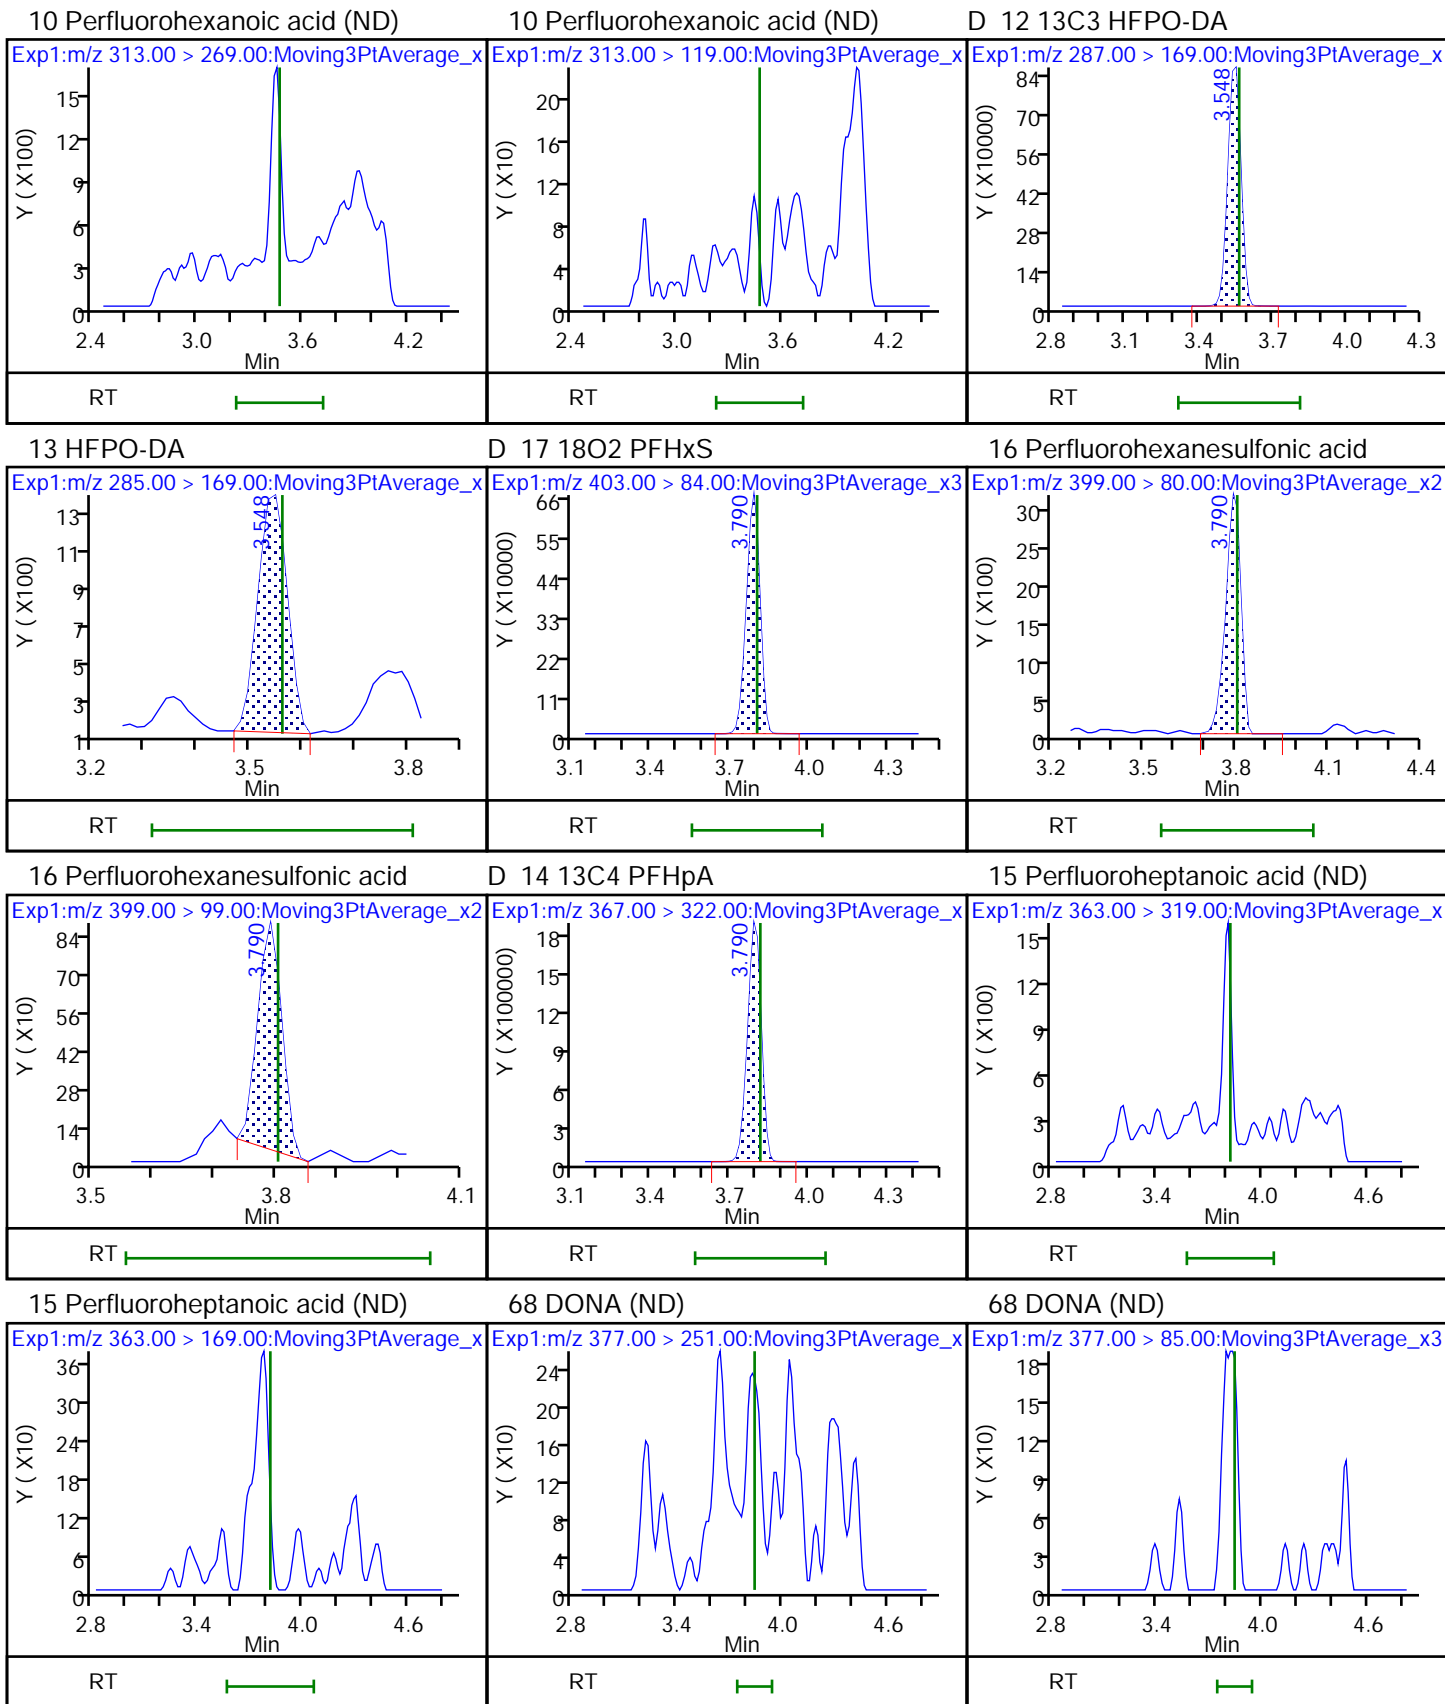 10 Perfluorohexanoic acid (ND)
Exp1:m/z 313.00 > 269.00:Moving3PtAverage_x
Y ( X100)
15
12
9
6
3
0
2.4 3.0 3.6 4.2
Min
RT
10 Perfluorohexanoic acid (ND)
Exp1:m/z 313.00 > 119.00:Moving3PtAverage_x
Y ( X10)
20
16
12
8
4
0
2.4 3.0 3.6 4.2
Min
RT
D 12 13C3 HFPO-DA
Exp1:m/z 287.00 > 169.00:Moving3PtAverage_x
3.548
Y ( X10000)
84
70
56
42
28
14
0
2.8 3.1 3.4 3.7 4.0 4.3
Min
RT
13 HFPO-DA
Exp1:m/z 285.00 > 169.00:Moving3PtAverage_x
3.548
Y ( X100)
13
11
9
7
5
3
1
3.2 3.5 3.8
Min
RT
D 17 18O2 PFHxS
Exp1:m/z 403.00 > 84.00:Moving3PtAverage_x3
3.790
Y ( X10000)
66
55
44
33
22
11
0
3.1 3.4 3.7 4.0 4.3
Min
RT
16 Perfluorohexanesulfonic acid
Exp1:m/z 399.00 > 80.00:Moving3PtAverage_x2
3.790
Y ( X100)
30
25
20
15
10
5
0
3.2 3.5 3.8 4.1 4.4
Min
RT
16 Perfluorohexanesulfonic acid
Exp1:m/z 399.00 > 99.00:Moving3PtAverage_x2
3.790
Y ( X10)
84
70
56
42
28
14
0
3.5 3.8 4.1
Min
RT
D 14 13C4 PFHpA
Exp1:m/z 367.00 > 322.00:Moving3PtAverage_x
3.790
Y ( X100000)
18
15
12
9
6
3
0
3.1 3.4 3.7 4.0 4.3
Min
RT
15 Perfluoroheptanoic acid (ND)
Exp1:m/z 363.00 > 319.00:Moving3PtAverage_x
Y ( X100)
15
12
9
6
3
0
2.8 3.4 4.0 4.6
Min
RT
15 Perfluoroheptanoic acid (ND)
Exp1:m/z 363.00 > 169.00:Moving3PtAverage_x
Y ( X10)
36
30
24
18
12
6
0
2.8 3.4 4.0 4.6
Min
RT
68 DONA (ND)
Exp1:m/z 377.00 > 251.00:Moving3PtAverage_x
Y ( X10)
24
20
16
12
8
4
0
2.8 3.4 4.0 4.6
Min
RT
68 DONA (ND)
Exp1:m/z 377.00 > 85.00:Moving3PtAverage_x3
Y ( X10)
18
15
12
9
6
3
0
2.8 3.4 4.0 4.6
Min
RT